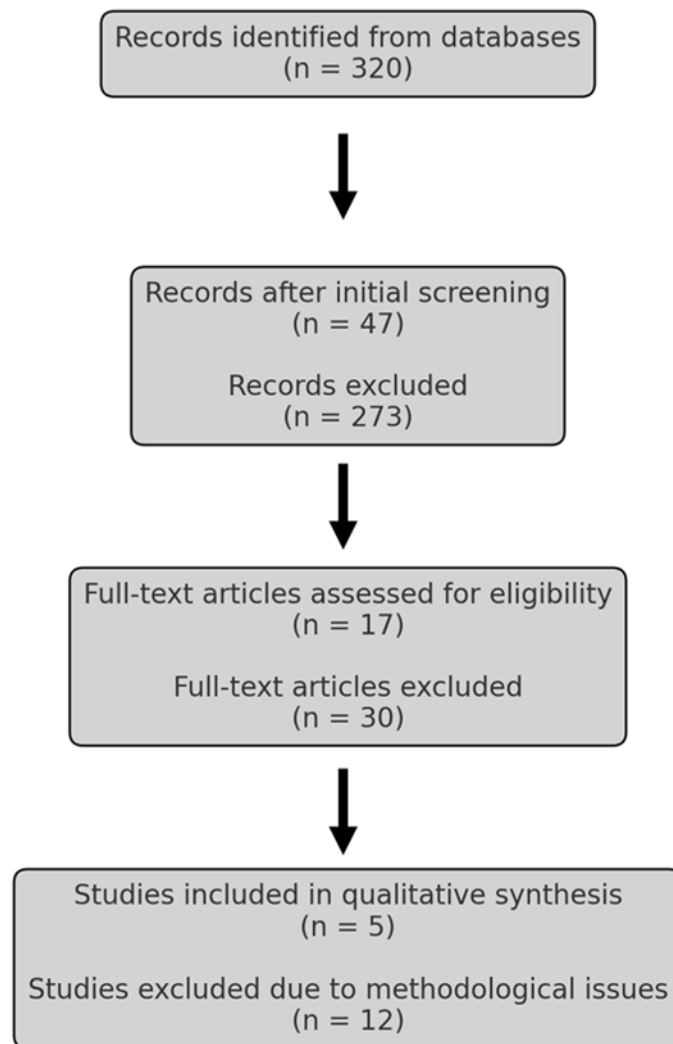 Records identified from databases
(n = 320)
Records after initial screening
(n = 47)
Records excluded
(n = 273)
Full-text articles assessed for eligibility
(n = 17)
Full-text articles excluded
(n = 30)
Studies included in qualitative synthesis
(n = 5)
Studies excluded due to methodological issues
(n = 12)